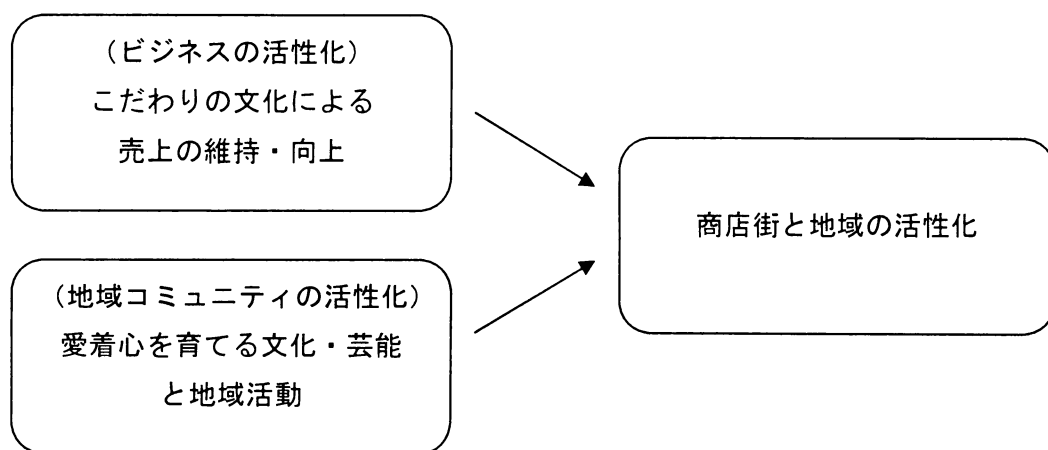 （ビジネスの活性化）
こだわりの文化による
売上の維持・向上
商店街と地域の活性化
（地域コミュニティの活性化）
愛着心を育てる文化・芸能
と地域活動